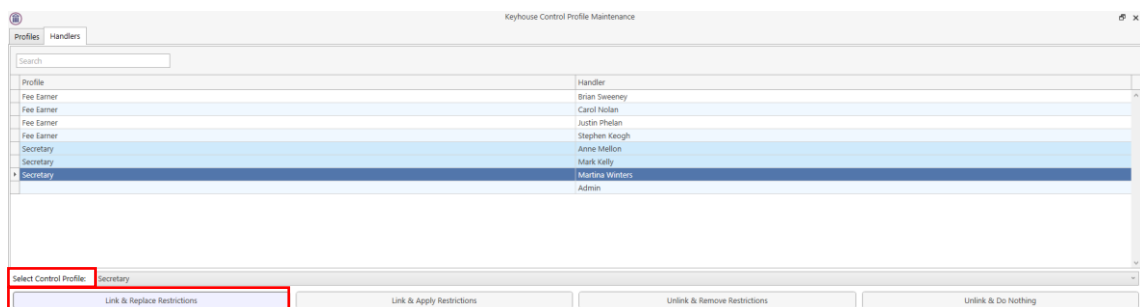 Keyhouse Control Profile Maintenance
Profiles Handlers
Search
Profile Handler
Fee Earner Brian Sweeney
Fee Earner Carol Nolan
Fee Earner Justin Phelan
Fee Earner Stephen Keogh
Secretary Anne Mellon
Secretary Mark Kelly
Secretary Martina Winters
Admin
Select Control Profile: Secretary
Link & Replace Restrictions Link & Apply Restrictions Unlink & Remove Restrictions Unlink & Do Nothing